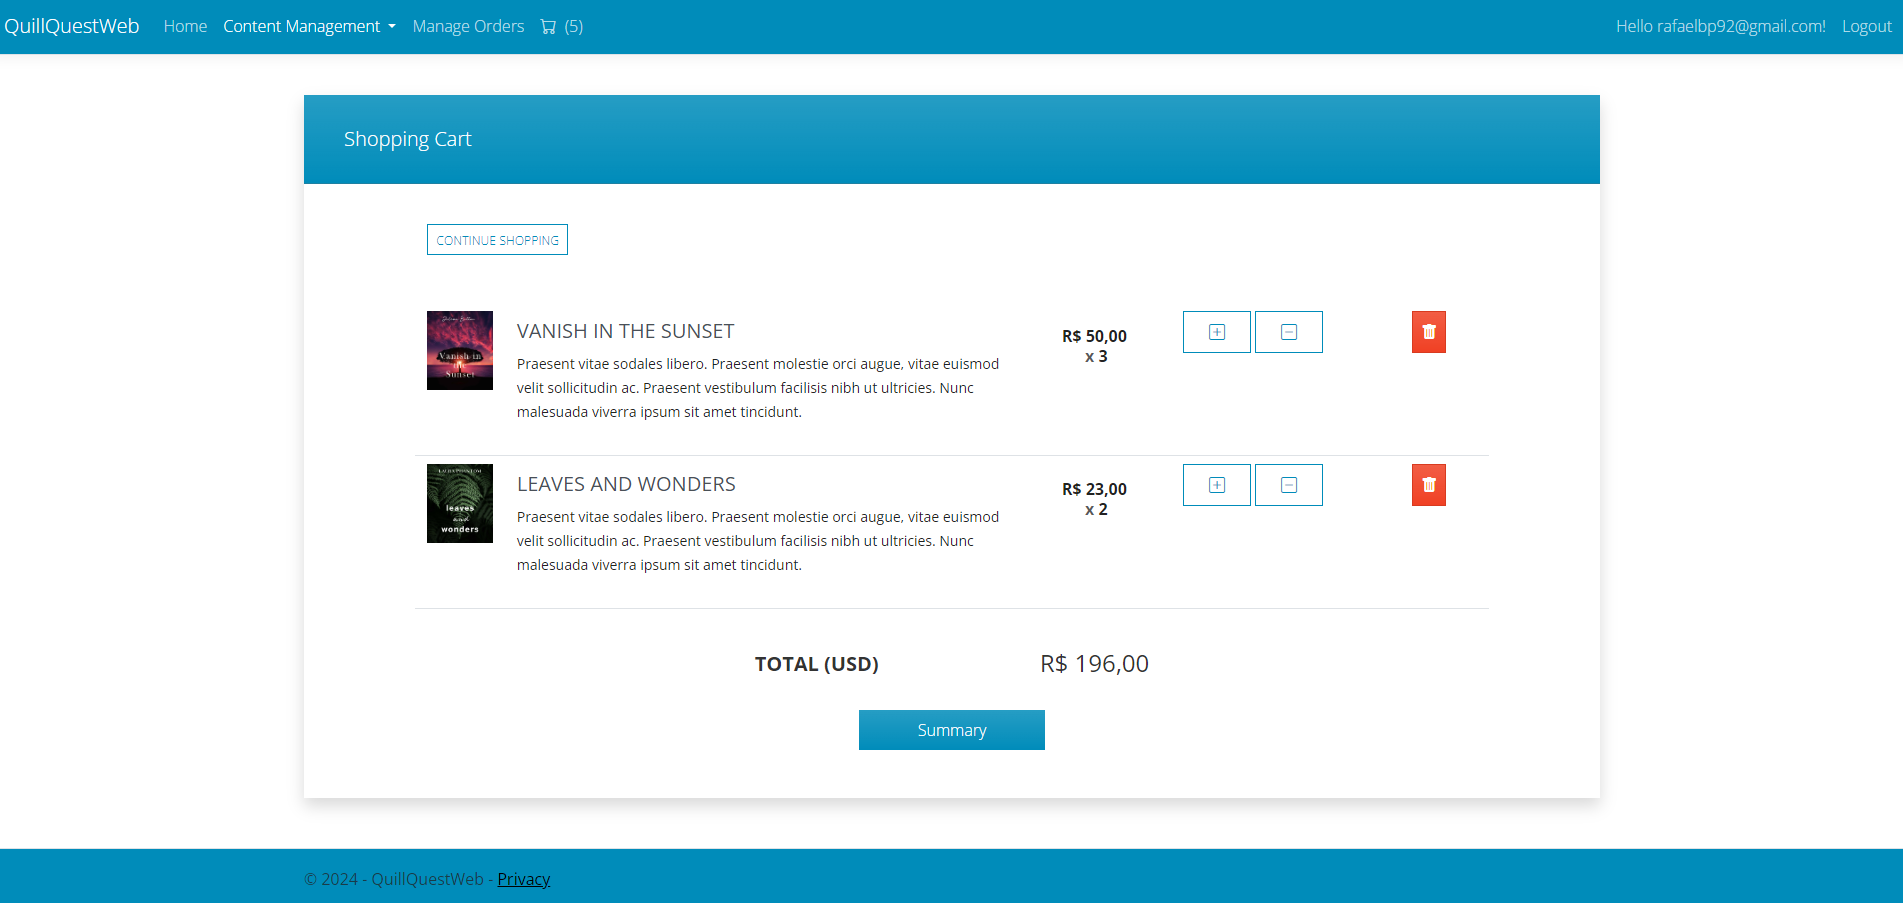 QuillQuestWeb Home Content Management Manage Orders (5) Hello rafaelbp92@gmail.com! Logout
Shopping Cart
CONTINUE SHOPPING
Vanish in
the
Sunset
VANISH IN THE SUNSET
Praesent vitae sodales libero. Praesent molestie orci augue, vitae euismod
velit sollicitudin ac. Praesent vestibulum facilisis nibh ut ultricies. Nunc
malesuada viverra ipsum sit amet tincidunt.
R$ 50,00
x 3
leaves
and
wonders
LEAVES AND WONDERS
Praesent vitae sodales libero. Praesent molestie orci augue, vitae euismod
velit sollicitudin ac. Praesent vestibulum facilisis nibh ut ultricies. Nunc
malesuada viverra ipsum sit amet tincidunt.
R$ 23,00
x 2
TOTAL (USD) R$ 196,00
Summary
© 2024 - QuillQuestWeb - Privacy